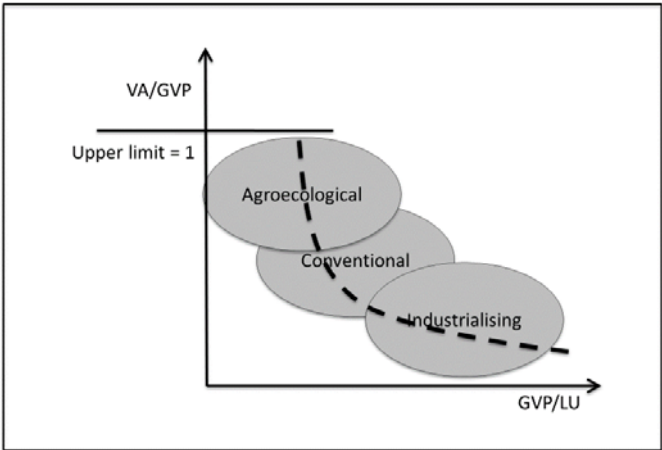 VA/GVP
Upper limit = 1
Agroecological
Conventional
Industrialising
GVP/LU